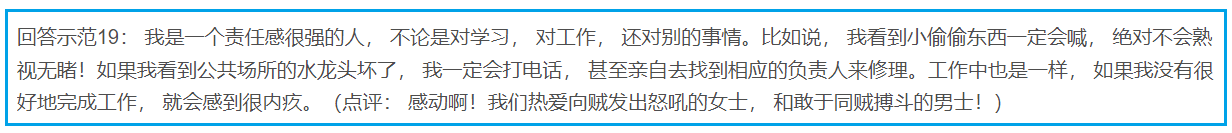 回答示范19： 我是一个责任感很强的人， 不论是对学习， 对工作， 还对别的事情。比如说， 我看到小偷偷东西一定会喊， 绝对不会熟
视无睹！如果我看到公共场所的水龙头坏了， 我一定会打电话， 甚至亲自去找到相应的负责人来修理。工作中也是一样， 如果我没有很
好地完成工作， 就会感到很内疚。（点评： 感动啊！我们热爱向贼发出怒吼的女士， 和敢于同贼搏斗的男士！）